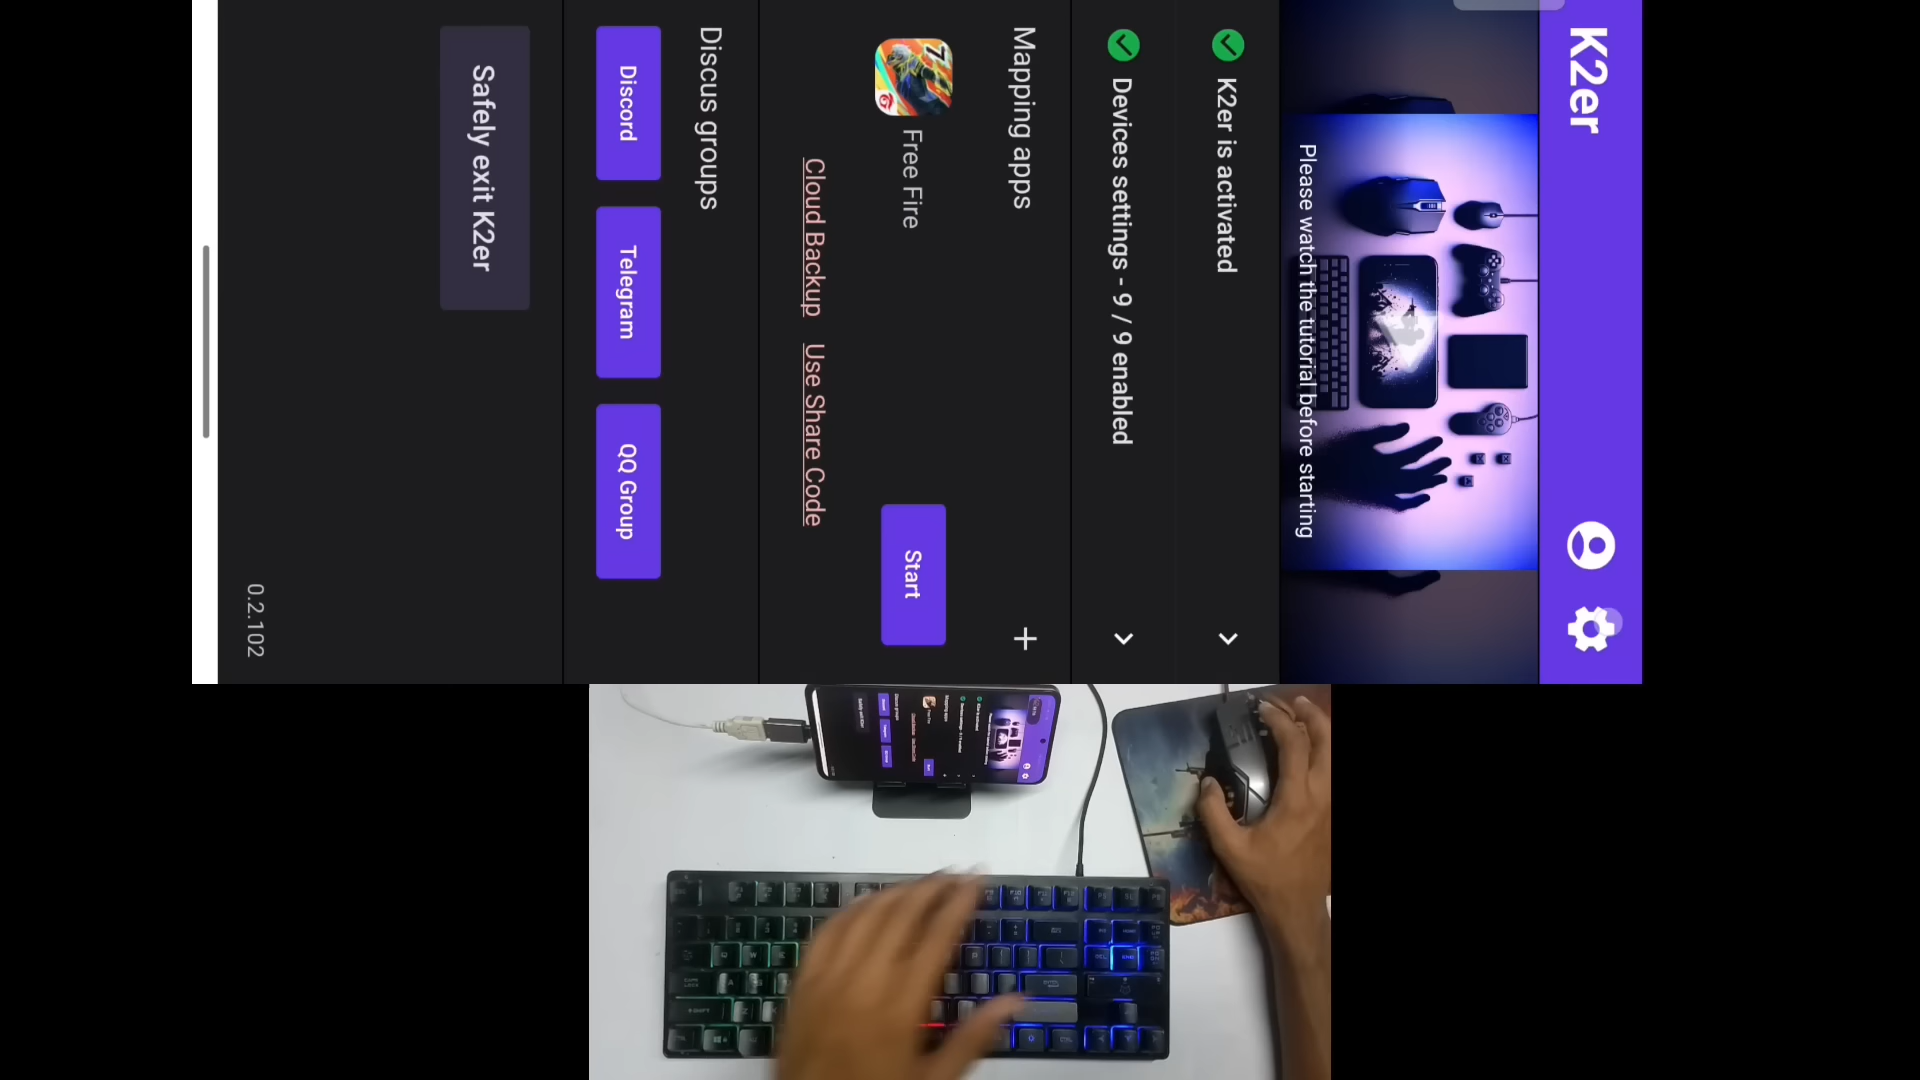 K2er
Please watch the tutorial before starting
K2er is activated
Devices settings - 9 / 9 enabled
Mapping apps
Free Fire
Start
Cloud Backup
Use Share Code
Discus groups
Discord
Telegram
QQ Group
Safely exit K2er
0.2.102